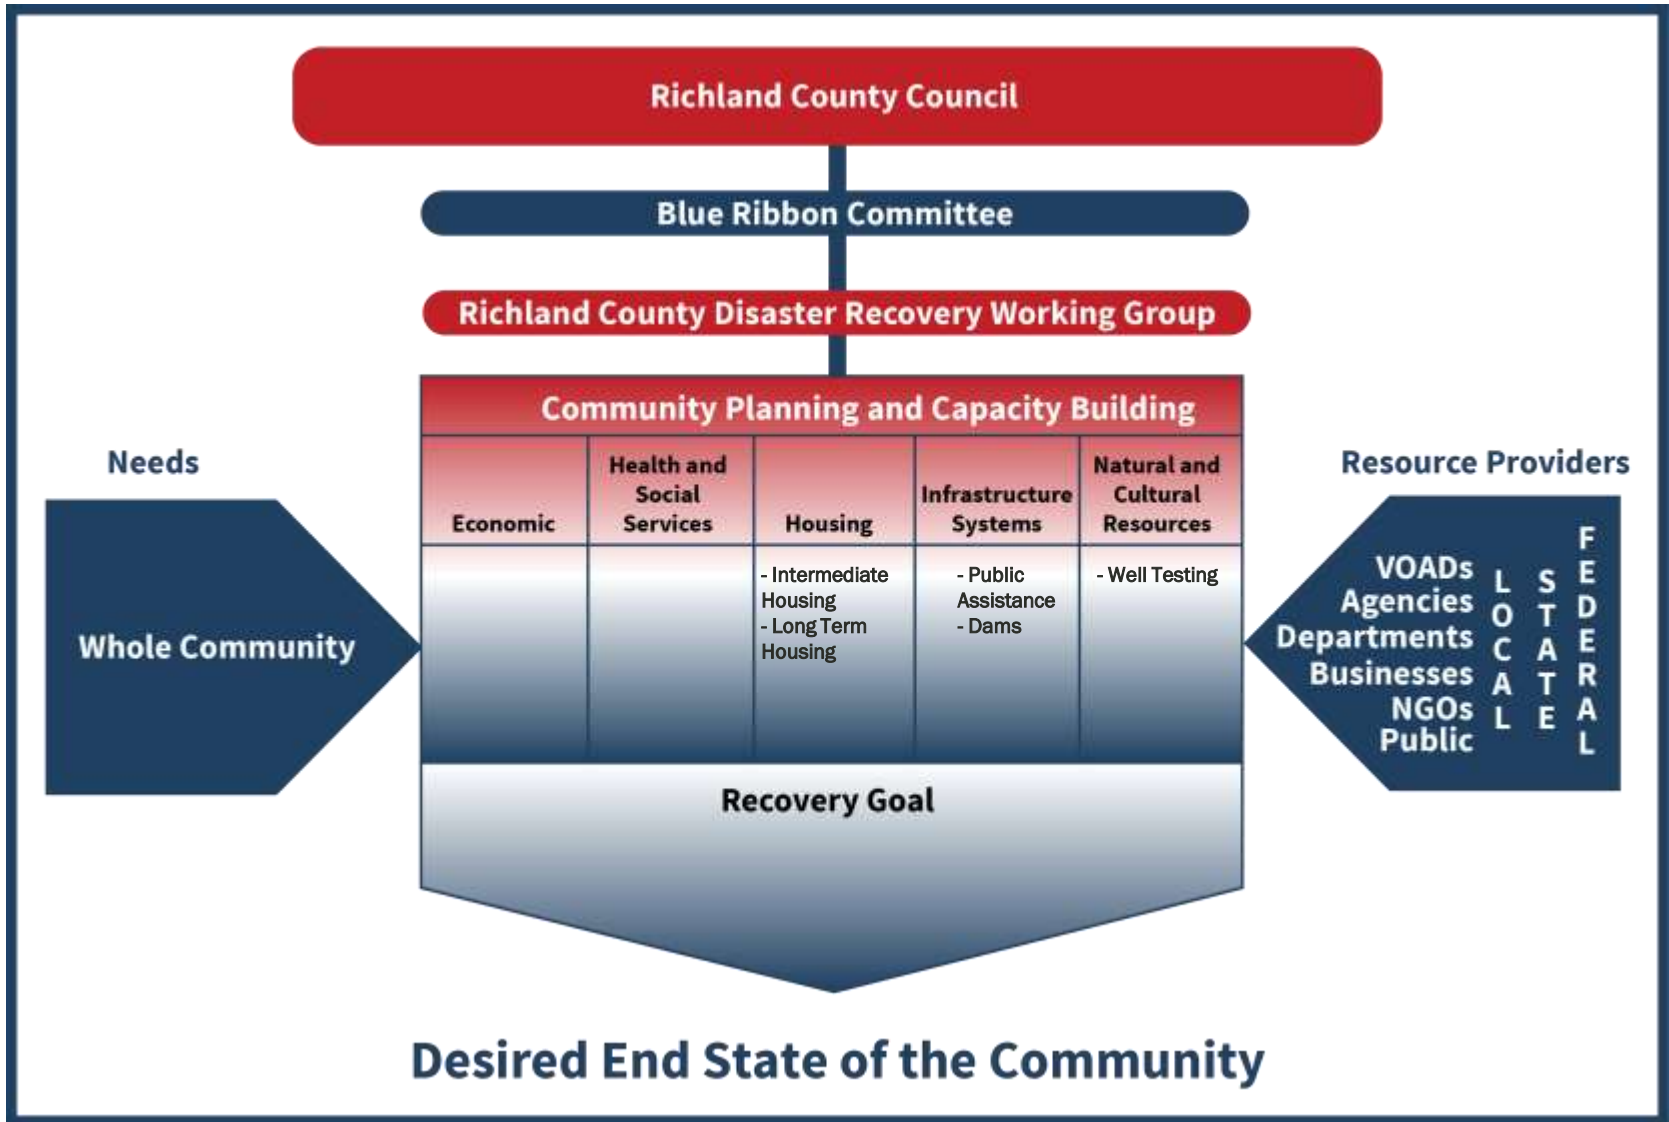 Richland County Council
Blue Ribbon Committee
Richland County Disaster Recovery Working Group
Community Planning and Capacity Building
Needs
Whole Community
Economic
Health and
Social
Services
Housing
Infrastructure
Systems
Natural and
Cultural
Resources
- Intermediate
Housing
- Long Term
Housing
- Public
Assistance
- Dams
- Well Testing
Resource Providers
VOADs
Agencies
Departments
Businesses
NGOs
Public
LOCAL
STATE
FEDERAL
Recovery Goal
Desired End State of the Community